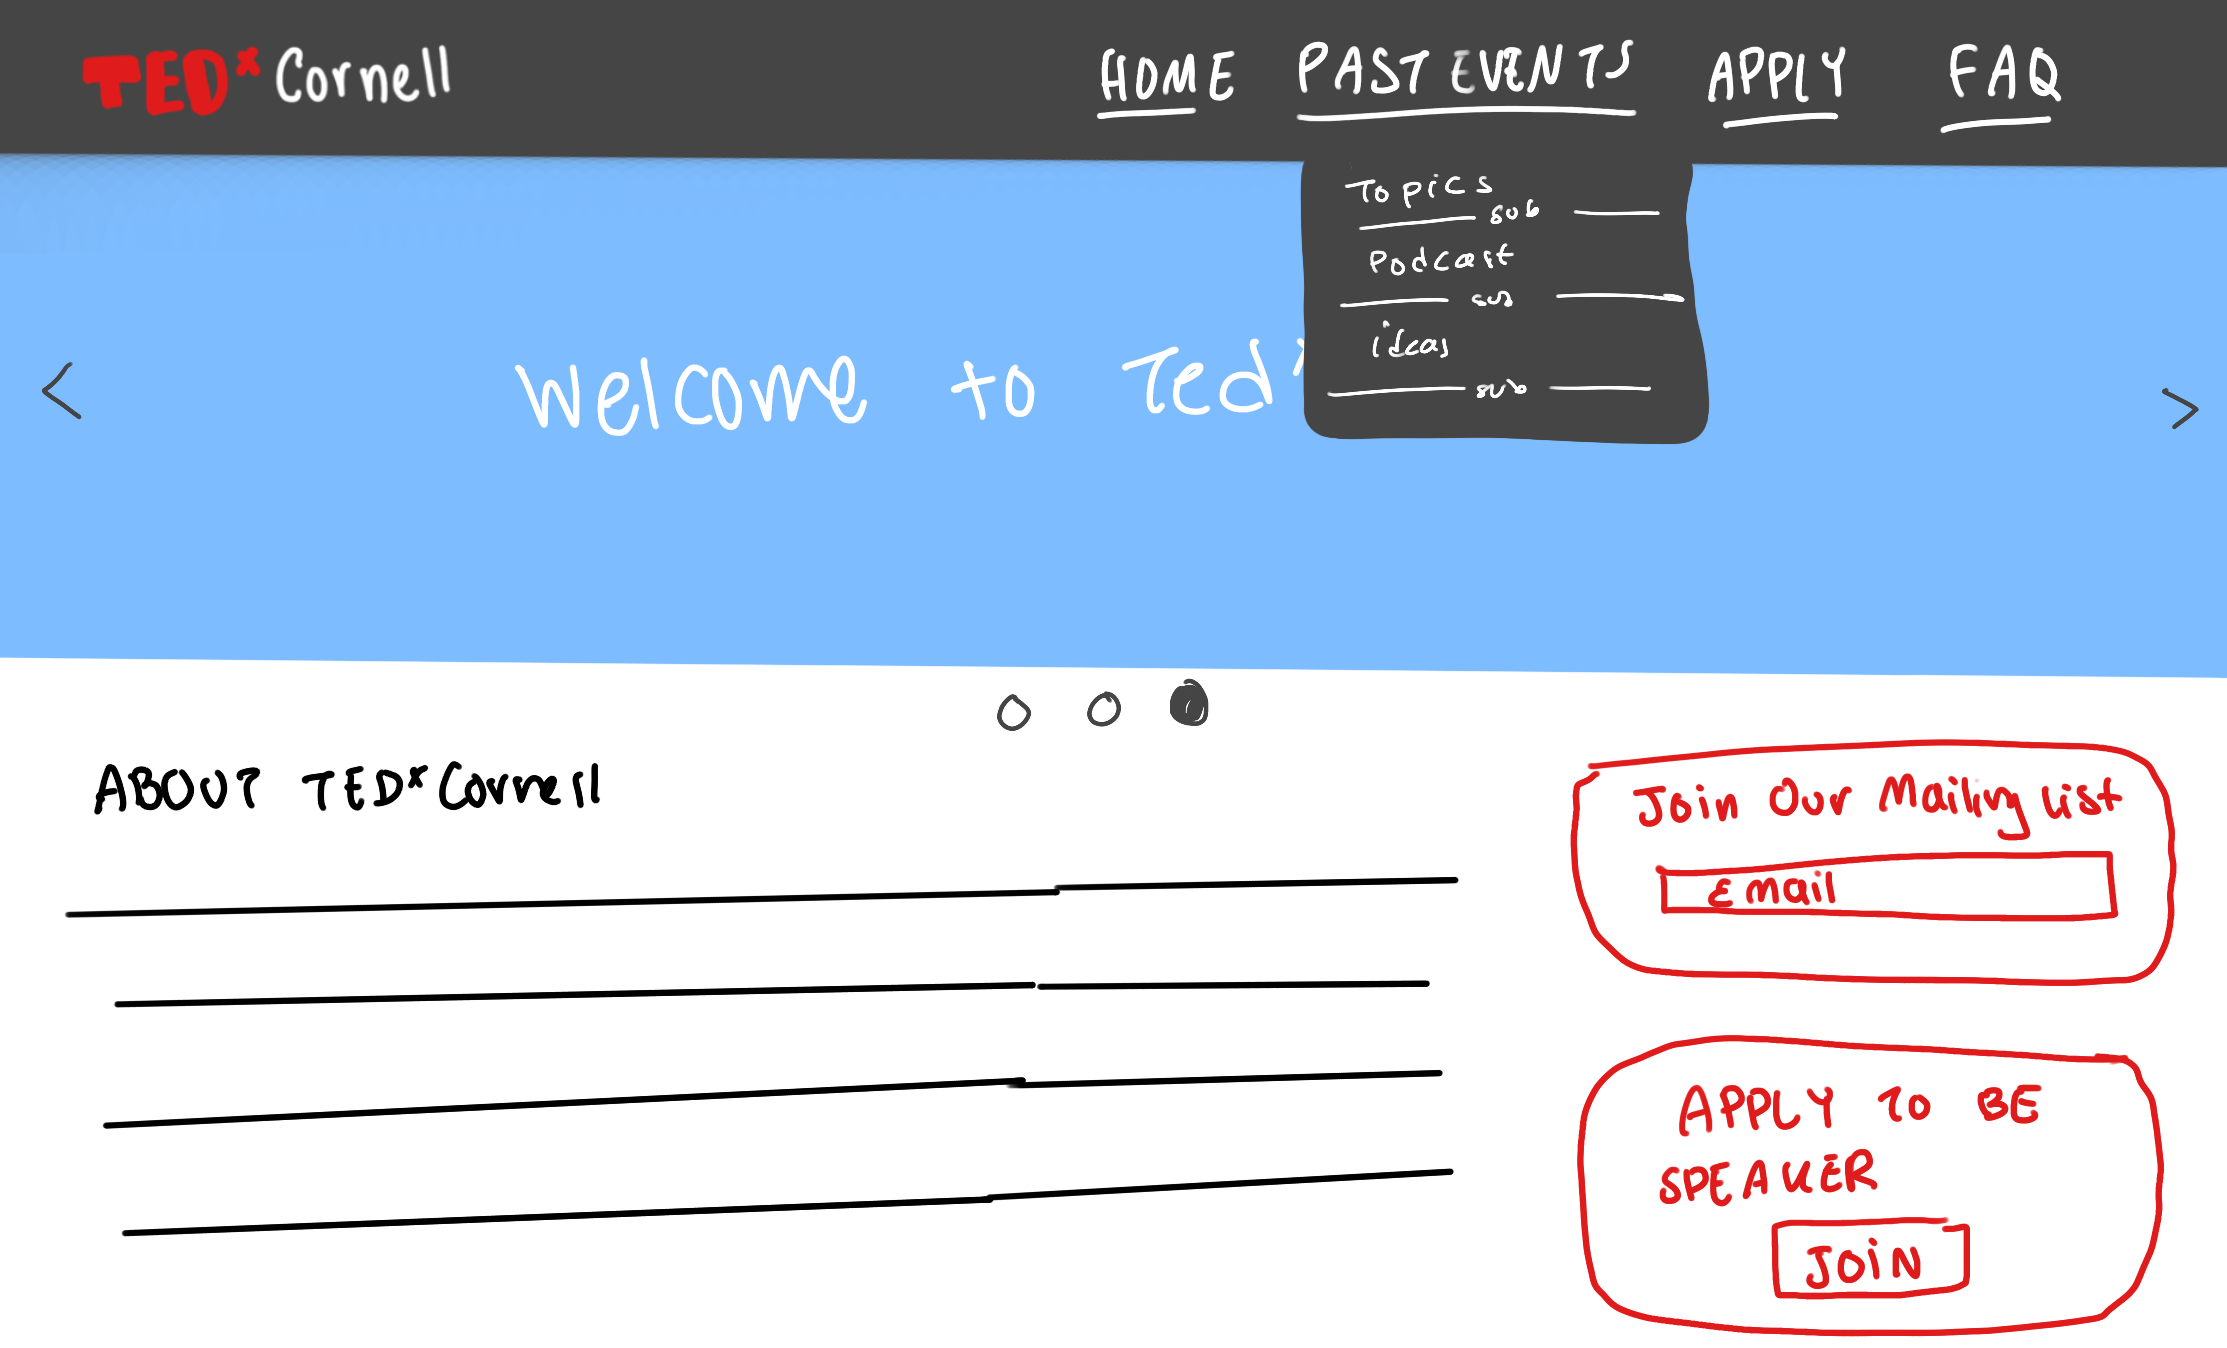 TEDx Cornell HOME PAST EVENTS APPLY FAQ
Topics
sub
Podcast
sub
ideas
sub
< Welcome to Tedx >
ABOUT TEDx Cornell
Join Our Mailing List
Email
APPLY TO BE
SPEAKER
JOIN